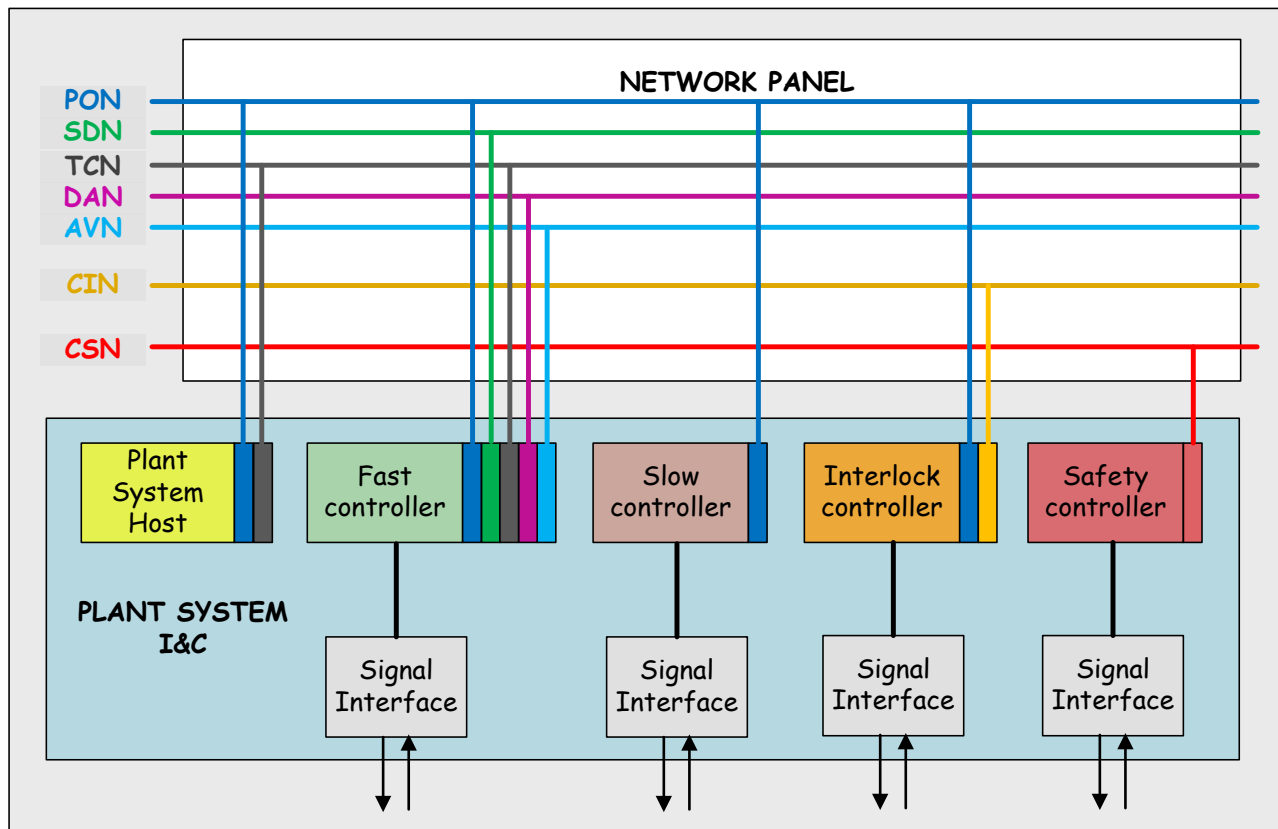 NETWORK PANEL
PON
SDN
TCN
DAN
AVN
CIN
CSN
Plant
System
Host
Fast
controller
Slow
controller
Interlock
controller
Safety
controller
PLANT SYSTEM
I&C
Signal
Interface
Signal
Interface
Signal
Interface
Signal
Interface